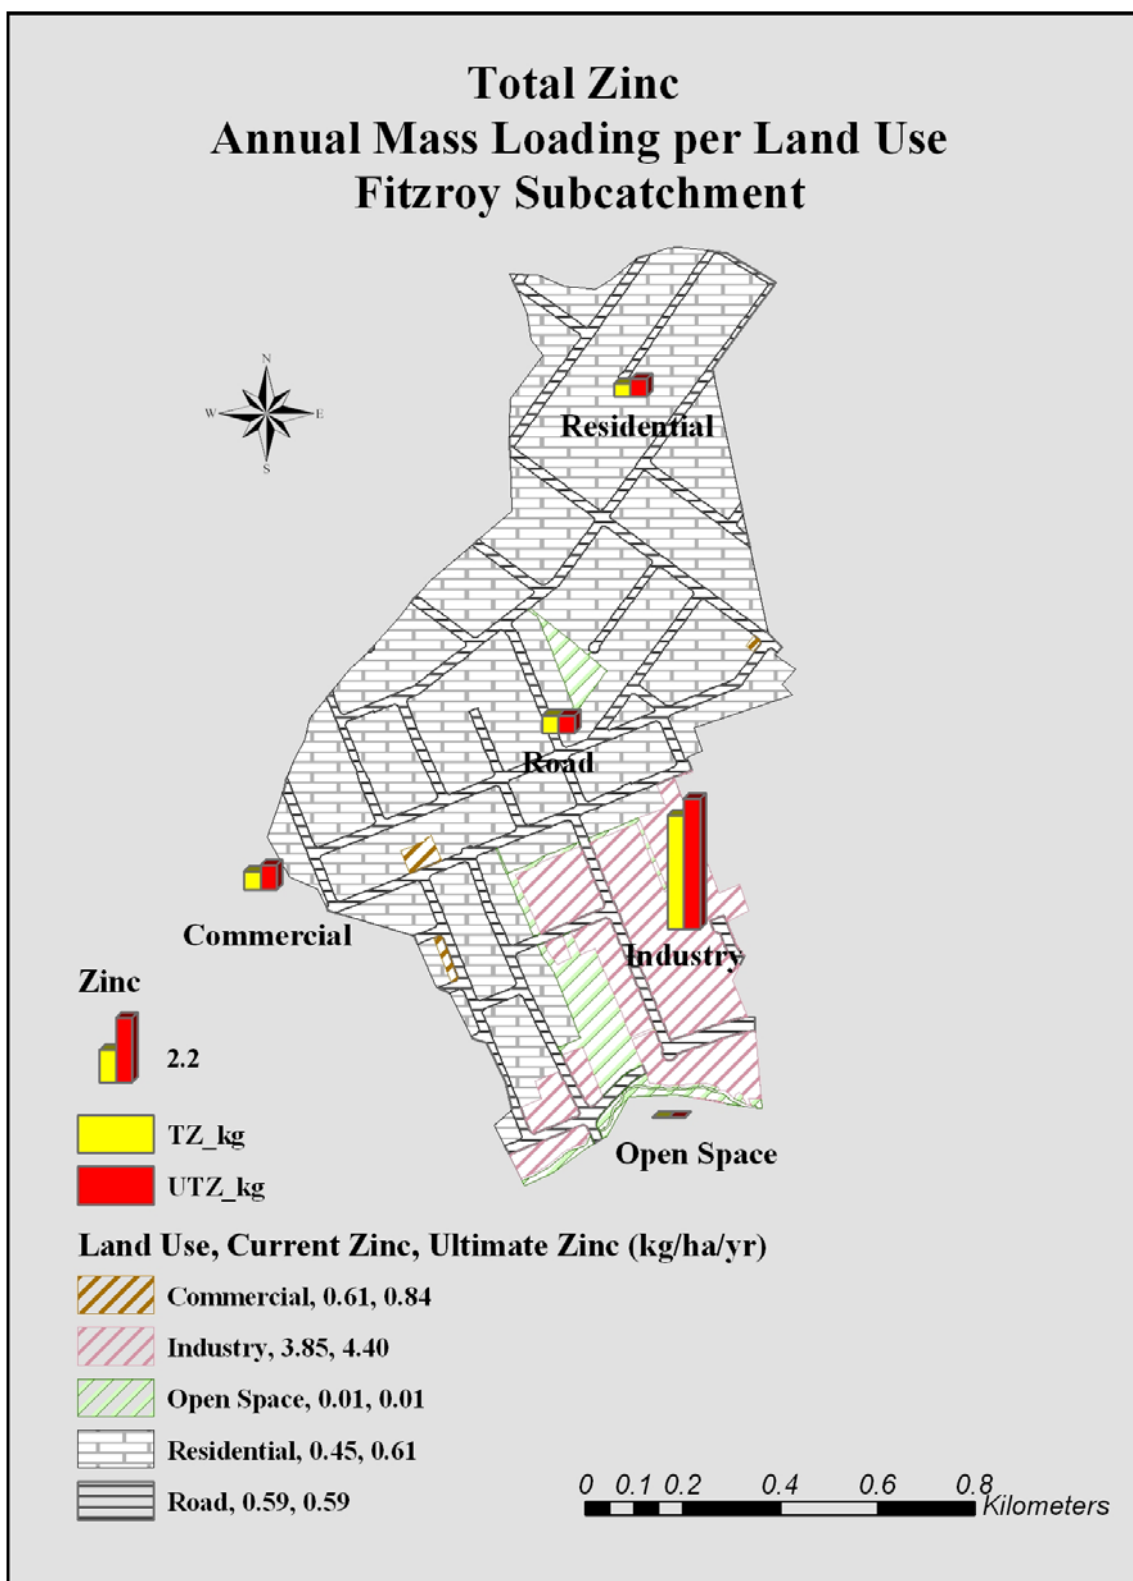 Total Zinc
Annual Mass Loading per Land Use
Fitzroy Subcatchment
N
W E
S
Residential
Road
Commercial
Industry
Open Space
Zinc
2.2
TZ_kg
UTZ_kg
Land Use, Current Zinc, Ultimate Zinc (kg/ha/yr)
Commercial, 0.61, 0.84
Industry, 3.85, 4.40
Open Space, 0.01, 0.01
Residential, 0.45, 0.61
Road, 0.59, 0.59
0 0.1 0.2 0.4 0.6 0.8
Kilometers